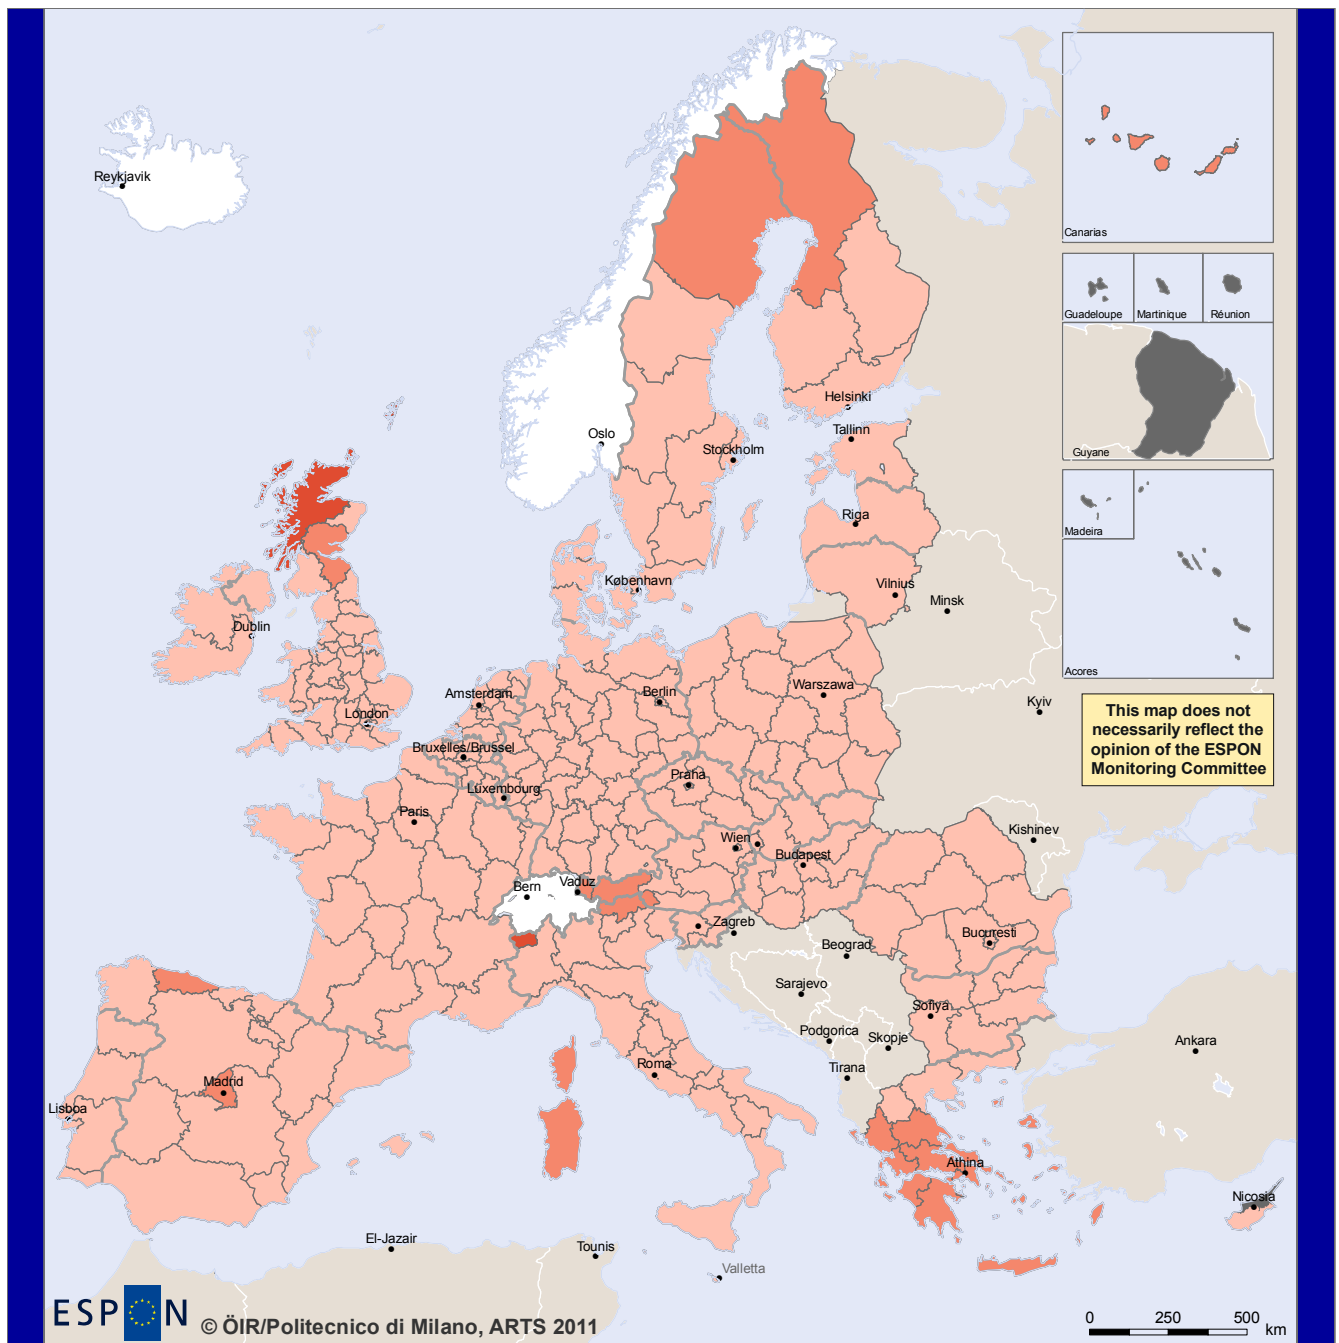 Reykjavik
Canarias
Guadeloupe
Martinique
Réunion
Helsinki
Oslo
Tallinn
Stockholm
Guyane
Riga
Madeira
København
Vilnius
Minsk
Dublin
Acores
Amsterdam
Berlin
Warszawa
Kyiv
London
This map does not
necessarily reflect the
opinion of the ESPON
Monitoring Committee
Bruxelles/Brussel
Praha
Luxembourg
Paris
Kishinev
Wien
Budapest
Bern
Vaduz
Zagreb
Bucuresti
Beograd
Sarajevo
Sofiya
Podgorica
Skopje
Ankara
Roma
Tirana
Madrid
Lisboa
Athina
Nicosia
El-Jazair
Tounis
Valletta
ESPON
© ÖIR/Politecnico di Milano, ARTS 2011
0 250 500
km